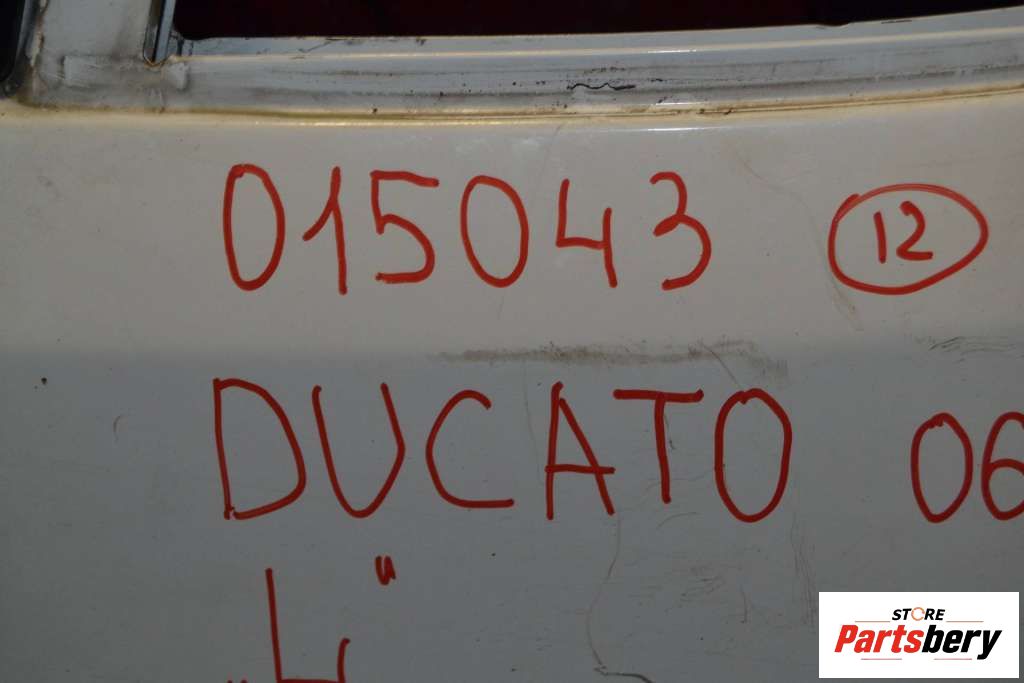 015043 12
DUCATO 06
STORE
Partsbery